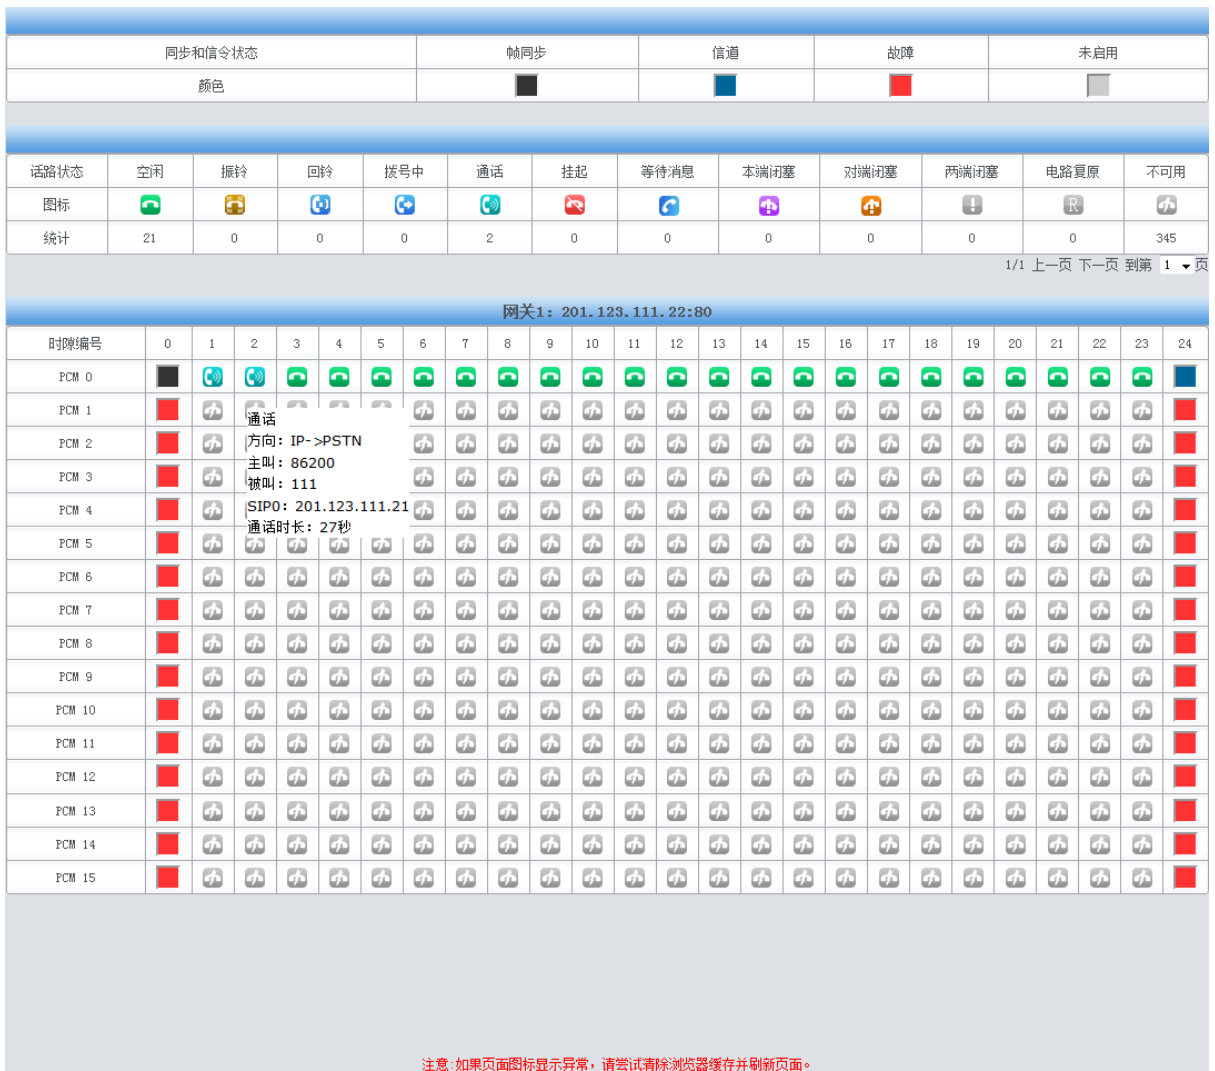 同步和信令状态 帧同步 信道 故障 未启用
颜色
话路状态 空闲 振铃 回铃 拨号中 通话 挂起 等待消息 本端闭塞 对端闭塞 两端闭塞 电路复原 不可用
图标 R
统计 21 0 0 0 2 0 0 0 0 0 0 345
1/1 上一页 下一页 到第 1 页
网关1: 201.123.111.22:80
时隙编号 0 1 2 3 4 5 6 7 8 9 10 11 12 13 14 15 16 17 18 19 20 21 22 23 24
PCM 0
PCM 1
通话
PCM 2
方向: IP->PSTN
主叫: 86200
PCM 3
被叫: 111
PCM 4
SIP0: 201.123.111.21
通话时长: 27秒
PCM 5
PCM 6
PCM 7
PCM 8
PCM 9
PCM 10
PCM 11
PCM 12
PCM 13
PCM 14
PCM 15
注意:如果页面图标显示异常，请尝试清除浏览器缓存并刷新页面。